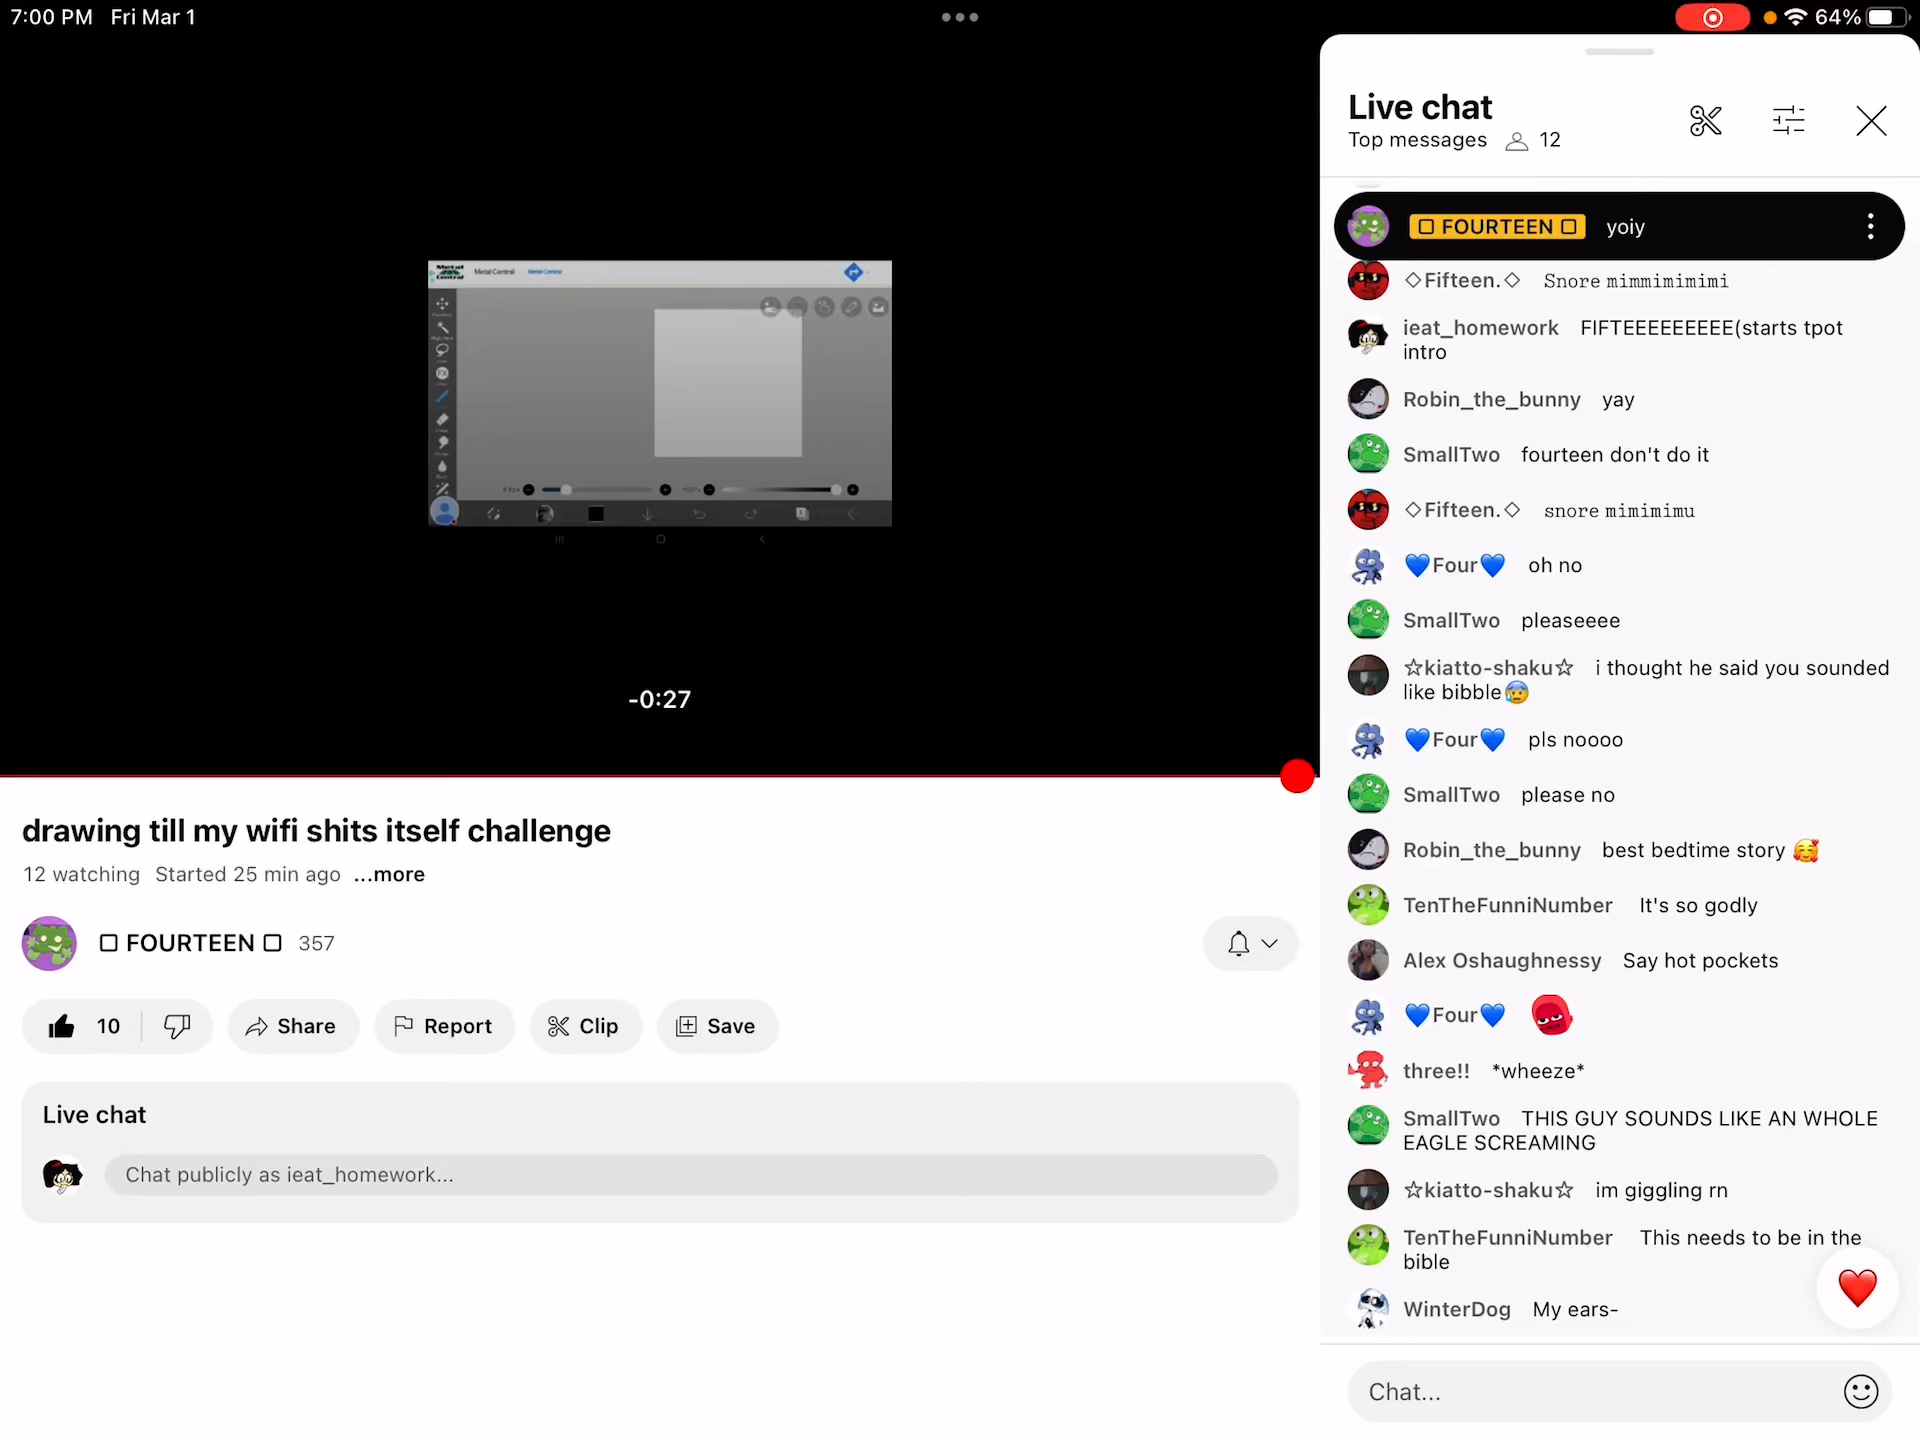 7:00 PM Fri Mar 1
64%
Metal Central
Metal Central Metal Central
-0:27
drawing till my wifi shits itself challenge
12 watching Started 25 min ago ...more
□ FOURTEEN □ 357
10 Share Report Clip Save
Live chat
Chat publicly as ieat_homework...
Live chat
Top messages 12
□ FOURTEEN □ yoiy
◇Fifteen.◇ Snore mimmimimimi
ieat_homework FIFTEEEEEEEEE(starts tpot
intro
Robin_the_bunny yay
SmallTwo fourteen don't do it
◇Fifteen.◇ snore mimimimu
💙Four💙 oh no
SmallTwo pleaseeee
☆kiatto-shaku☆ i thought he said you sounded
like bibble😰
💙Four💙 pls noooo
SmallTwo please no
Robin_the_bunny best bedtime story 🥰
TenTheFunniNumber It's so godly
Alex Oshaughnessy Say hot pockets
💙Four💙
three!! *wheeze*
SmallTwo THIS GUY SOUNDS LIKE AN WHOLE
EAGLE SCREAMING
☆kiatto-shaku☆ im giggling rn
TenTheFunniNumber This needs to be in the
bible
WinterDog My ears-
Chat...